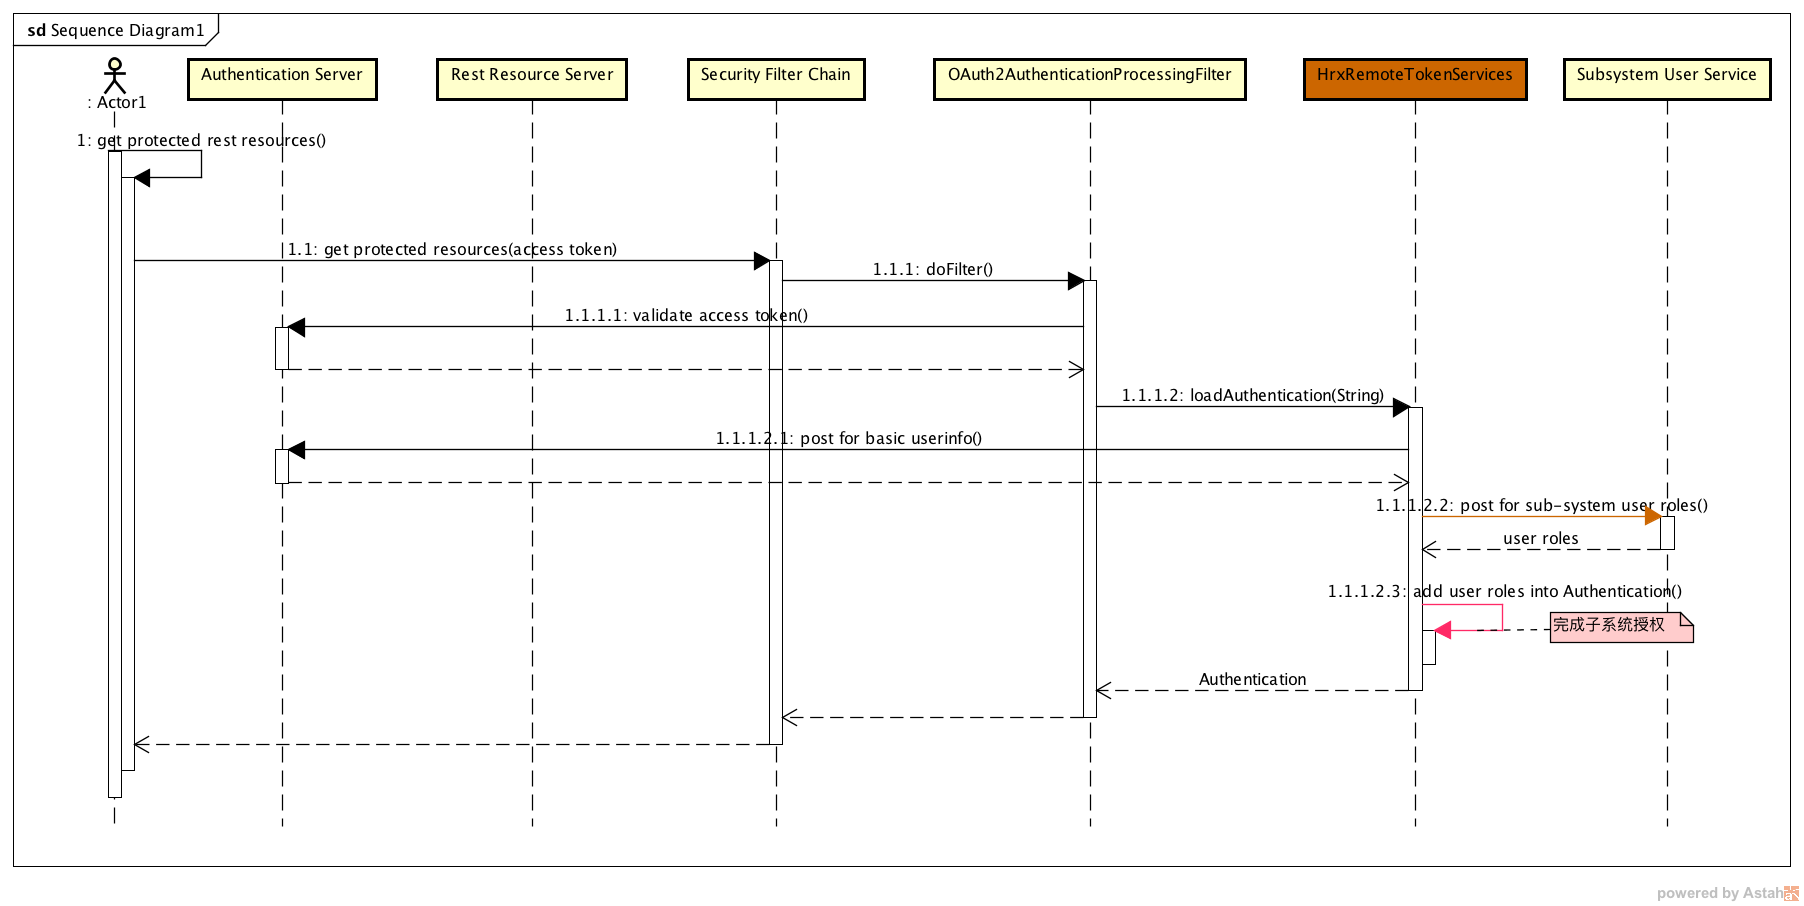 sd Sequence Diagram1
: Actor1
Authentication Server
Rest Resource Server
Security Filter Chain
OAuth2AuthenticationProcessingFilter
HrxRemoteTokenServices
Subsystem User Service
1: get protected rest resources()
1.1: get protected resources(access token)
1.1.1: doFilter()
1.1.1.1: validate access token()
1.1.1.2: loadAuthentication(String)
1.1.1.2.1: post for basic userinfo()
1.1.1.2.2: post for sub-system user roles()
user roles
1.1.1.2.3: add user roles into Authentication()
完成子系统授权
Authentication
powered by Astah